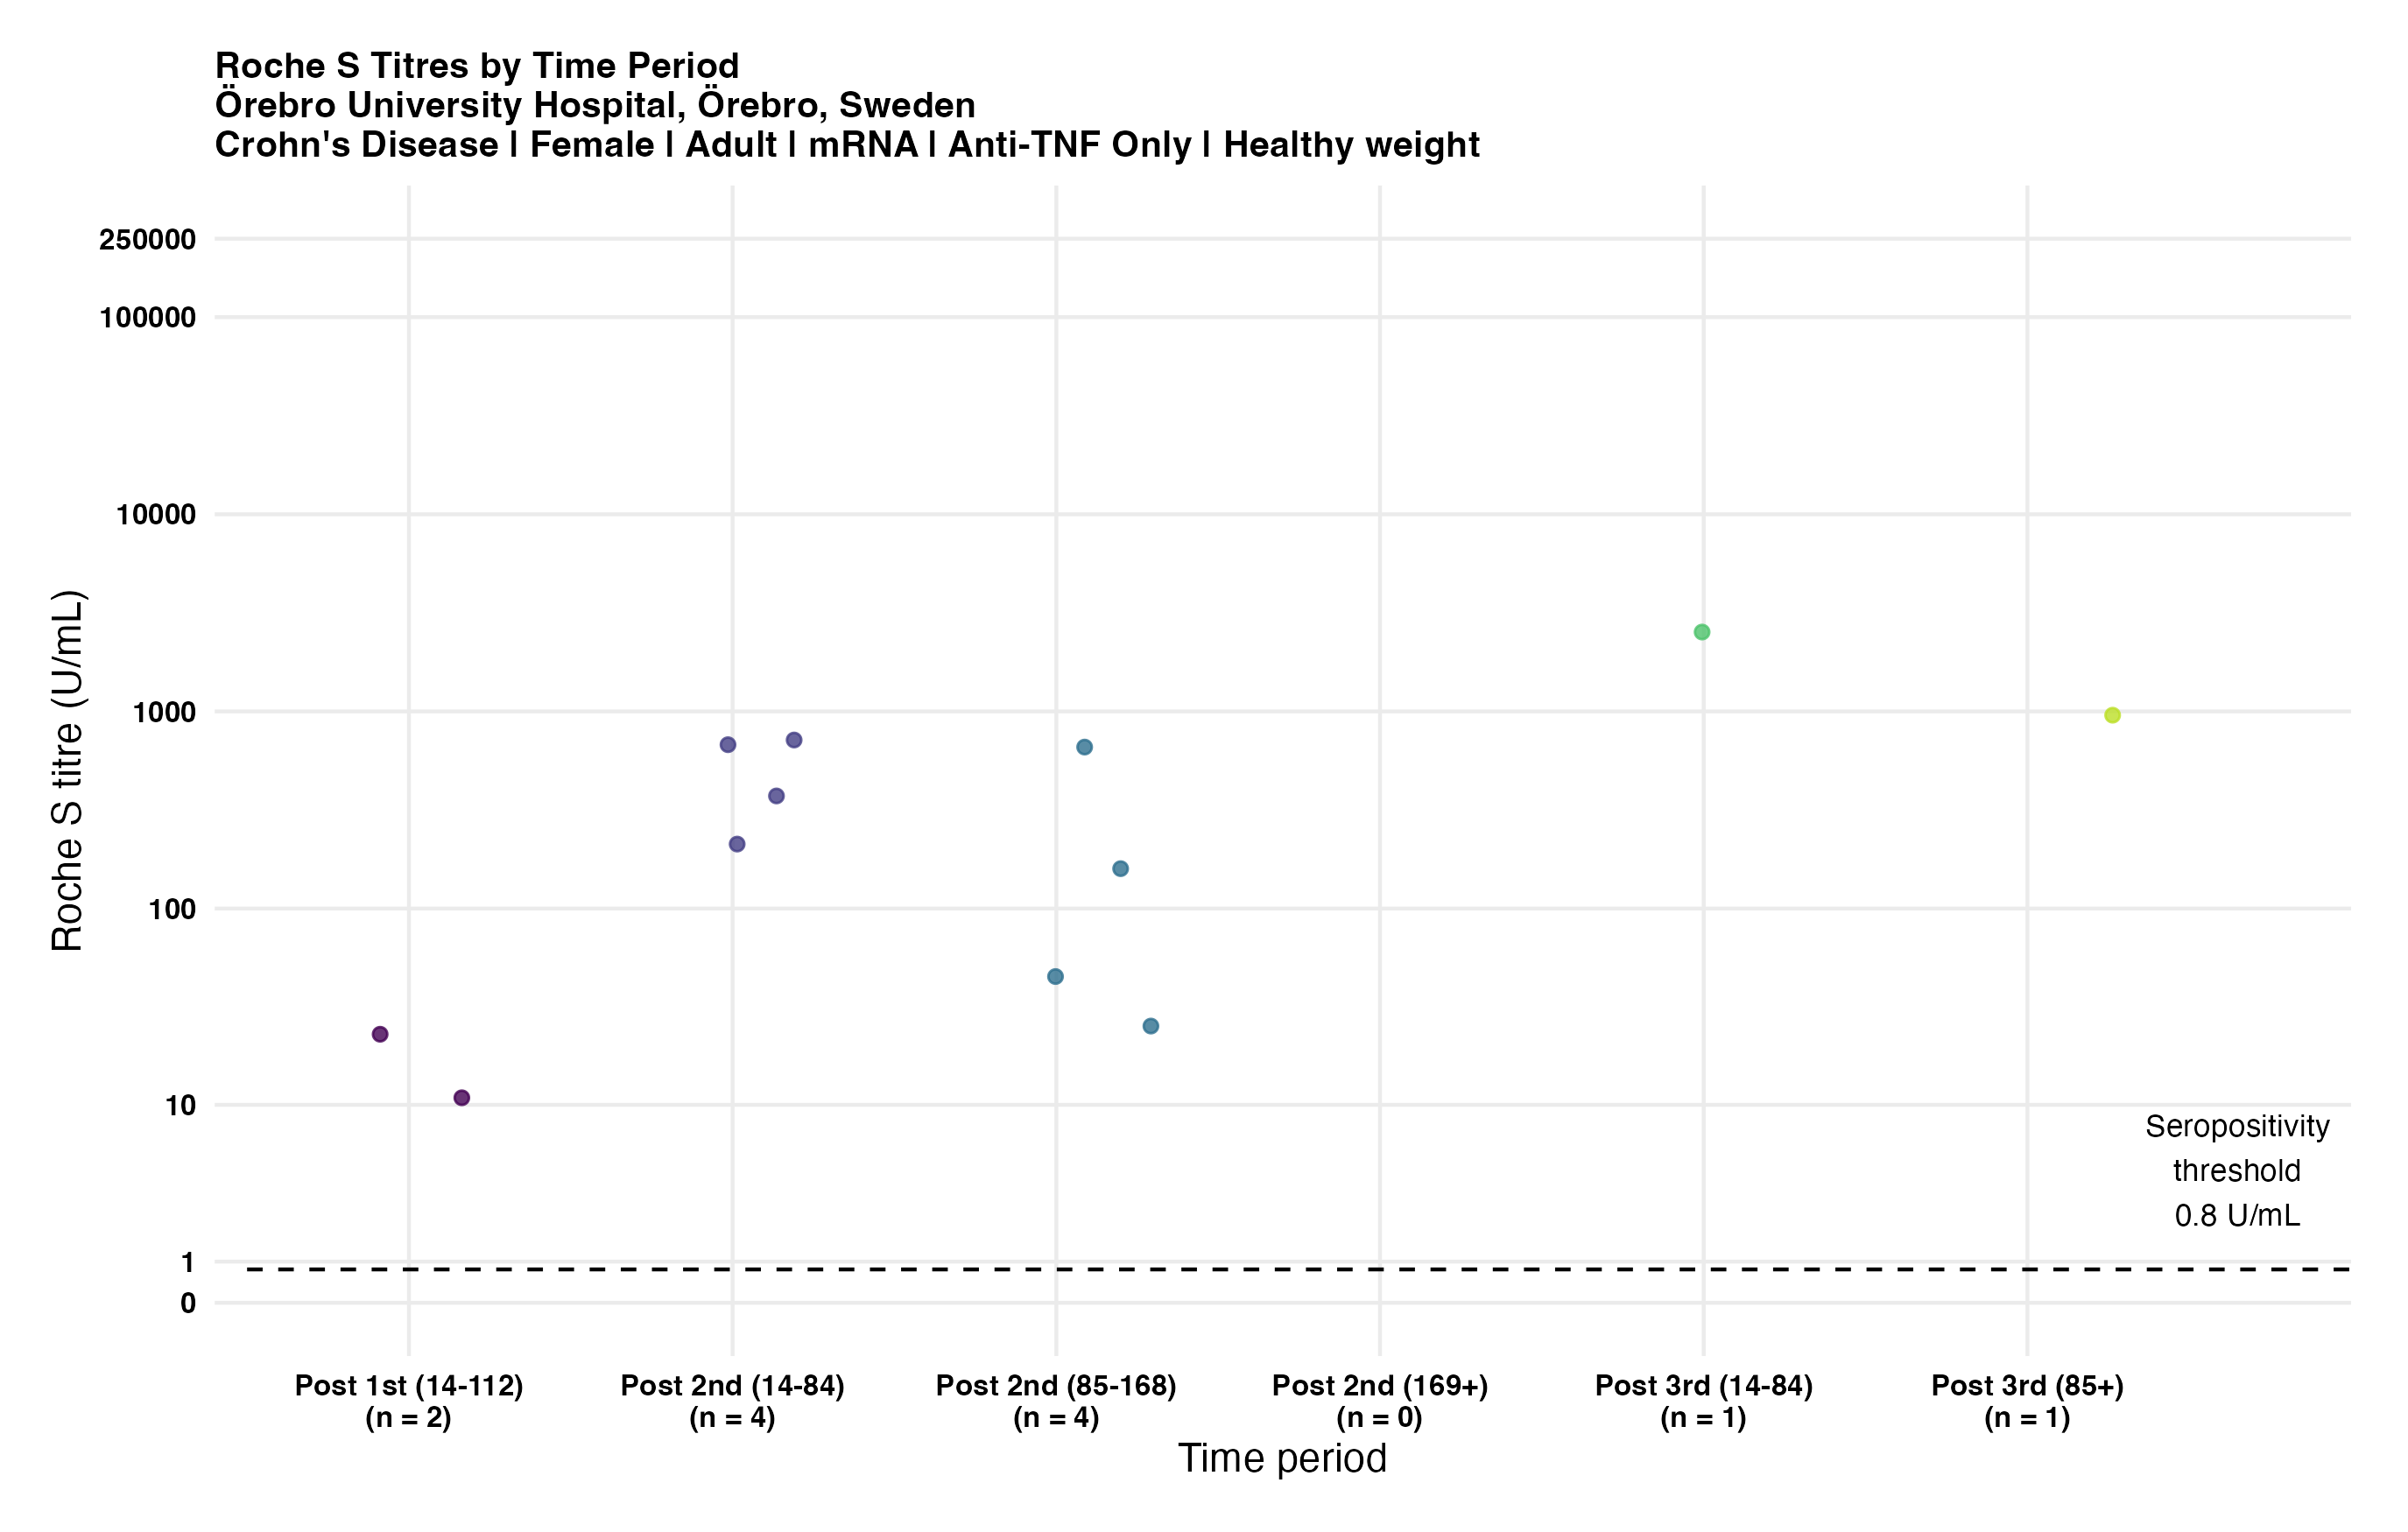 Roche S Titres by Time Period
Örebro University Hospital, Örebro, Sweden
Crohn's Disease | Female | Adult | mRNA | Anti-TNF Only | Healthy weight
250000
100000
10000
1000
100
10
1
0
Roche S titre (U/mL)
Seropositivity
threshold
0.8 U/mL
Post 1st (14-112)
(n = 2)
Post 2nd (14-84)
(n = 4)
Post 2nd (85-168)
(n = 4)
Post 2nd (169+)
(n = 0)
Post 3rd (14-84)
(n = 1)
Post 3rd (85+)
(n = 1)
Time period